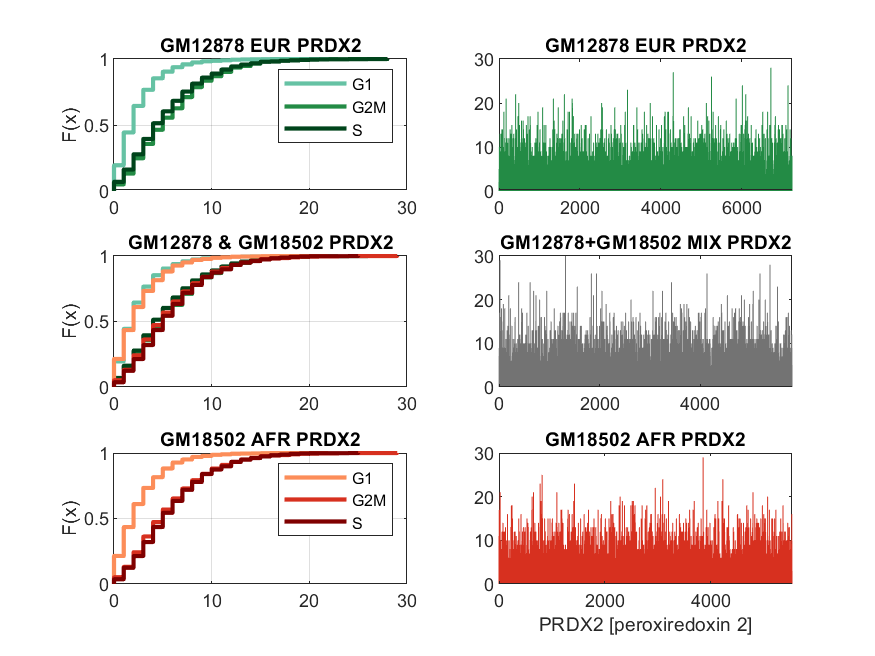 GM12878 EUR PRDX2
1
0.5
0
F(x)
0 10 20 30
G1
G2M
S
GM12878 EUR PRDX2
30
20
10
0
0 2000 4000 6000
GM12878 & GM18502 PRDX2
1
0.5
0
F(x)
0 10 20 30
GM12878+GM18502 MIX PRDX2
30
20
10
0
0 2000 4000
GM18502 AFR PRDX2
1
0.5
0
F(x)
0 10 20 30
G1
G2M
S
GM18502 AFR PRDX2
30
20
10
0
0 2000 4000
PRDX2 [peroxiredoxin 2]